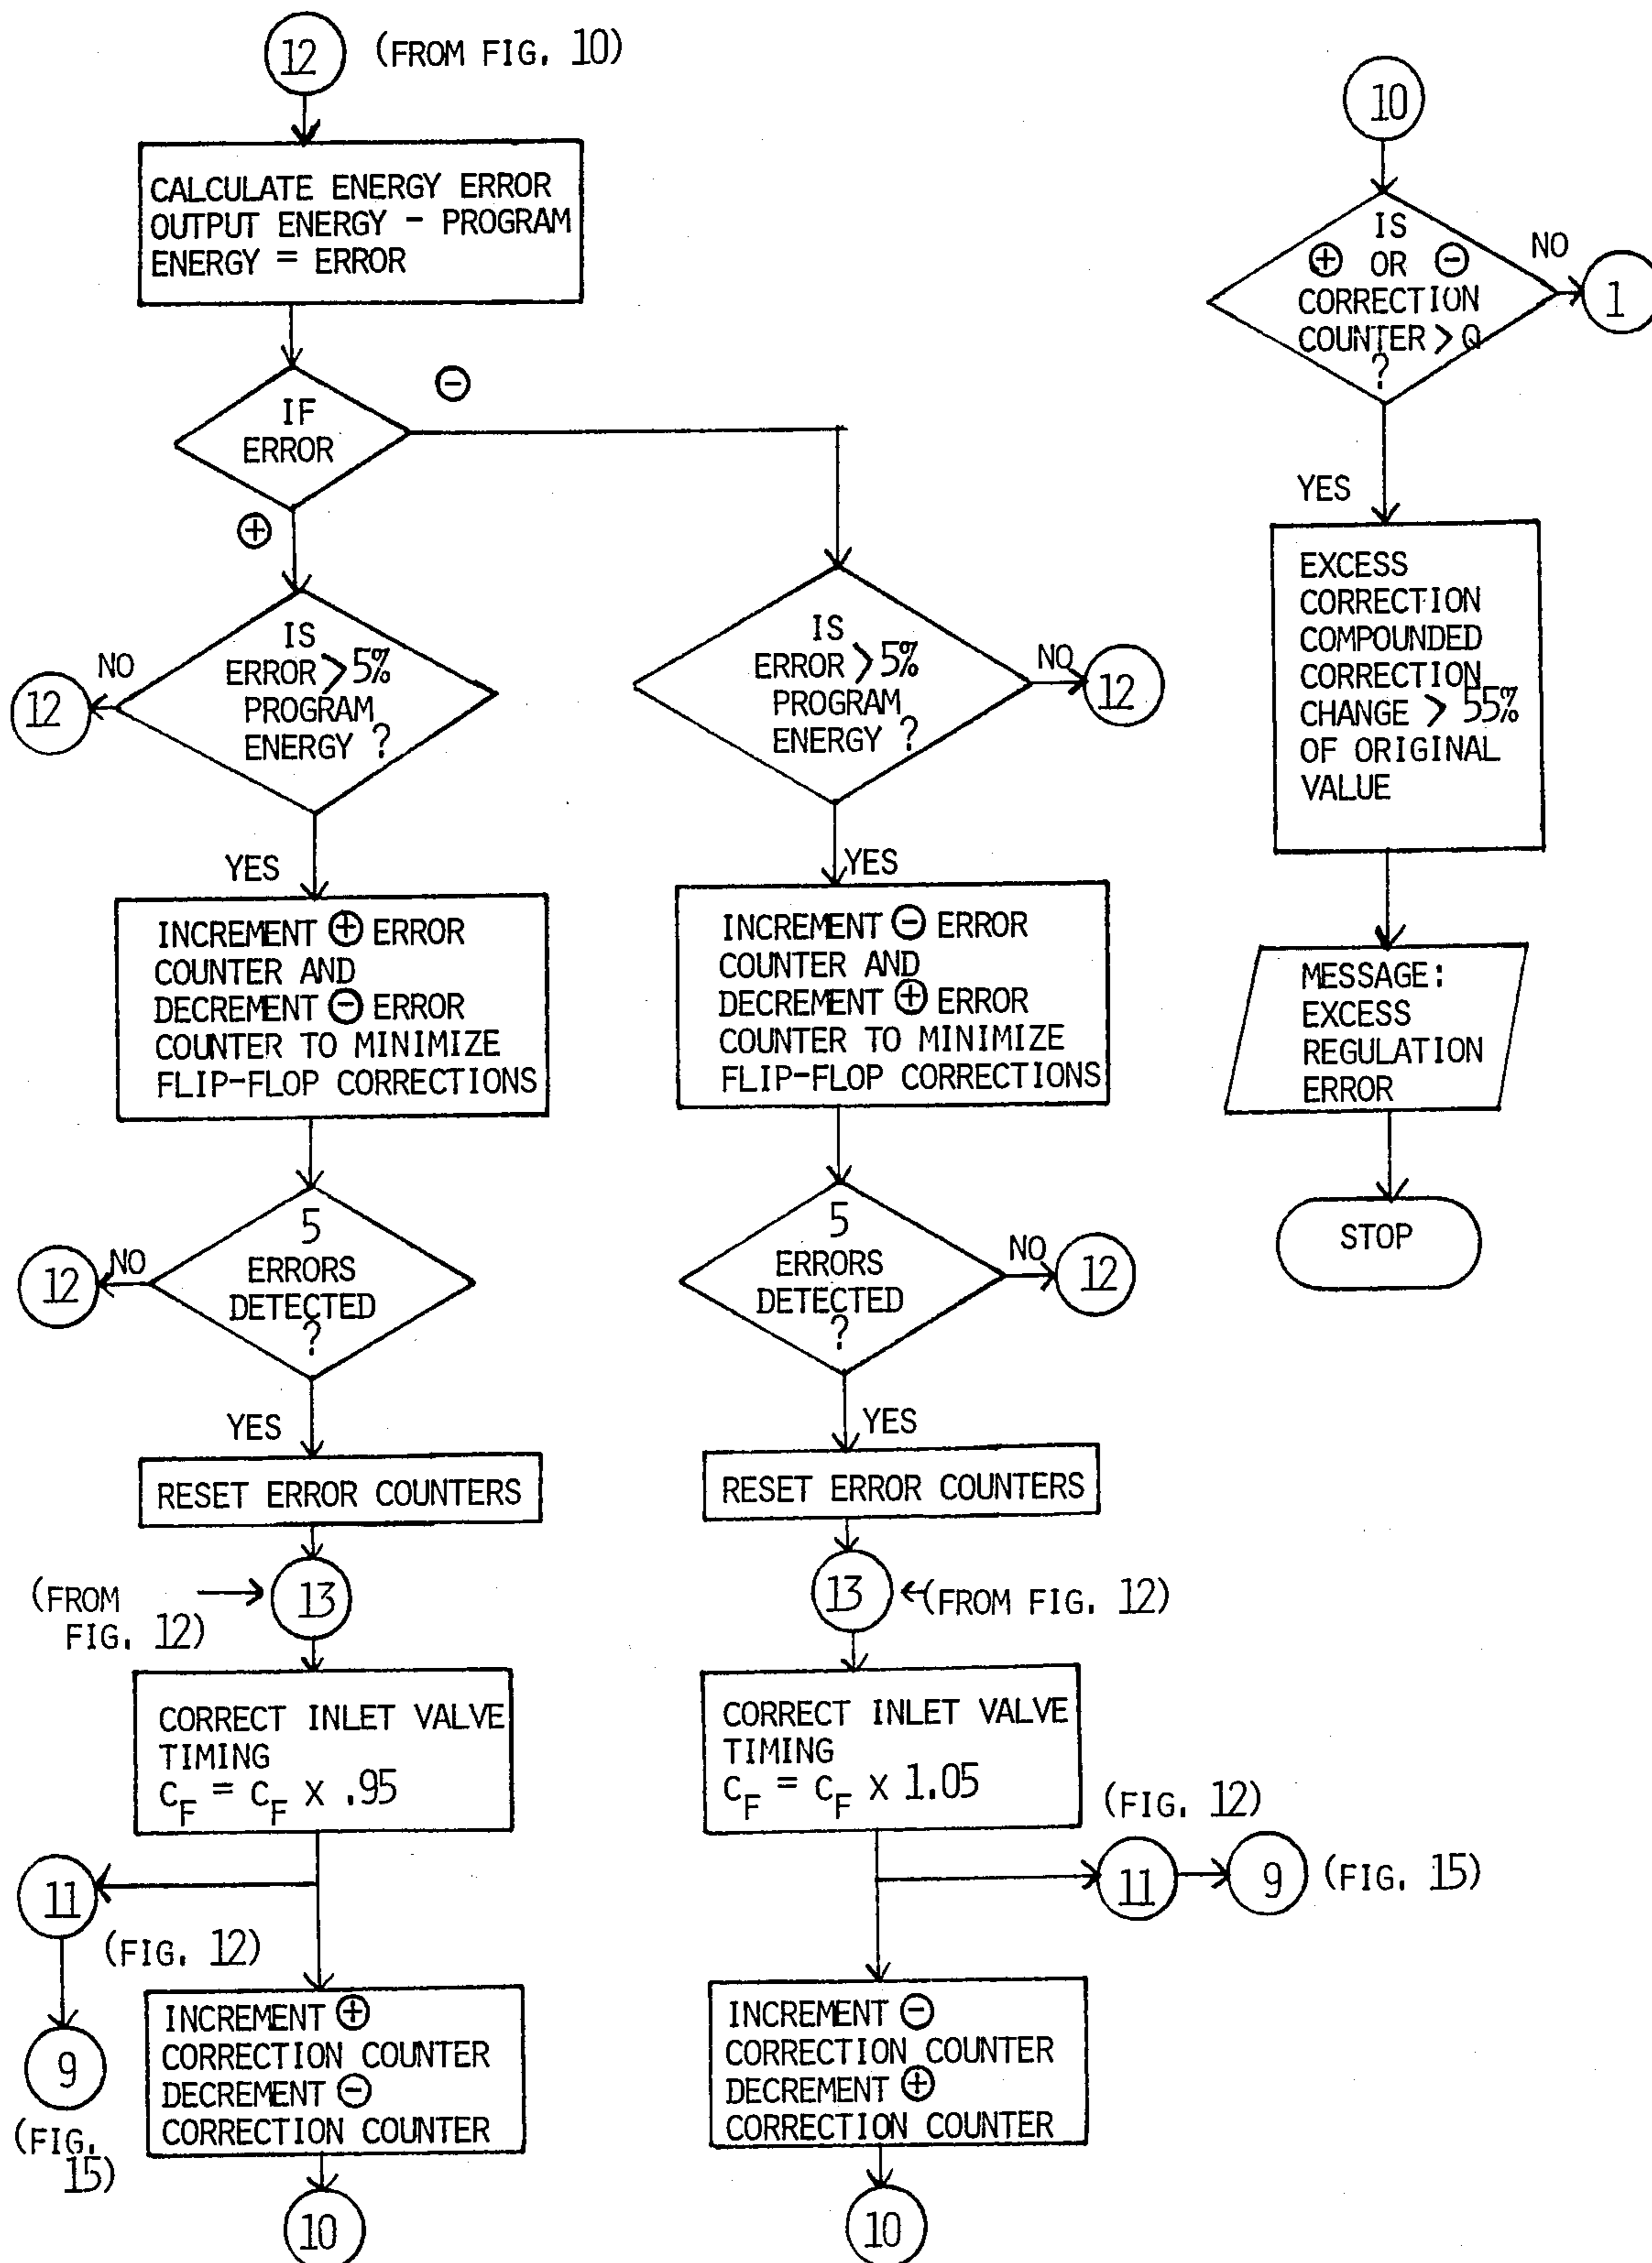 12 (FROM FIG. 10)
CALCULATE ENERGY ERROR
OUTPUT ENERGY - PROGRAM
ENERGY = ERROR
IF
ERROR
⊖
⊕
IS
ERROR > 5%
PROGRAM
ENERGY ?
NO
12
YES
INCREMENT ⊕ ERROR
COUNTER AND
DECREMENT ⊖ ERROR
COUNTER TO MINIMIZE
FLIP-FLOP CORRECTIONS
5
ERRORS
DETECTED
?
NO
12
YES
RESET ERROR COUNTERS
(FROM
FIG. 12)
13
CORRECT INLET VALVE
TIMING
C_F = C_F X .95
11
(FIG. 12)
9
(FIG.
15)
INCREMENT ⊕
CORRECTION COUNTER
DECREMENT ⊖
CORRECTION COUNTER
10
IS
ERROR > 5%
PROGRAM
ENERGY ?
NO
12
YES
INCREMENT ⊖ ERROR
COUNTER AND
DECREMENT ⊕ ERROR
COUNTER TO MINIMIZE
FLIP-FLOP CORRECTIONS
5
ERRORS
DETECTED
?
NO
12
YES
RESET ERROR COUNTERS
13 (FROM FIG. 12)
CORRECT INLET VALVE
TIMING
C_F = C_F X 1.05
(FIG. 12)
11
9 (FIG. 15)
INCREMENT ⊖
CORRECTION COUNTER
DECREMENT ⊕
CORRECTION COUNTER
10
10
IS
⊕ OR ⊖
CORRECTION
COUNTER > Q
?
NO
1
YES
EXCESS
CORRECTION
COMPOUNDED
CORRECTION
CHANGE > 55%
OF ORIGINAL
VALUE
MESSAGE:
EXCESS
REGULATION
ERROR
STOP